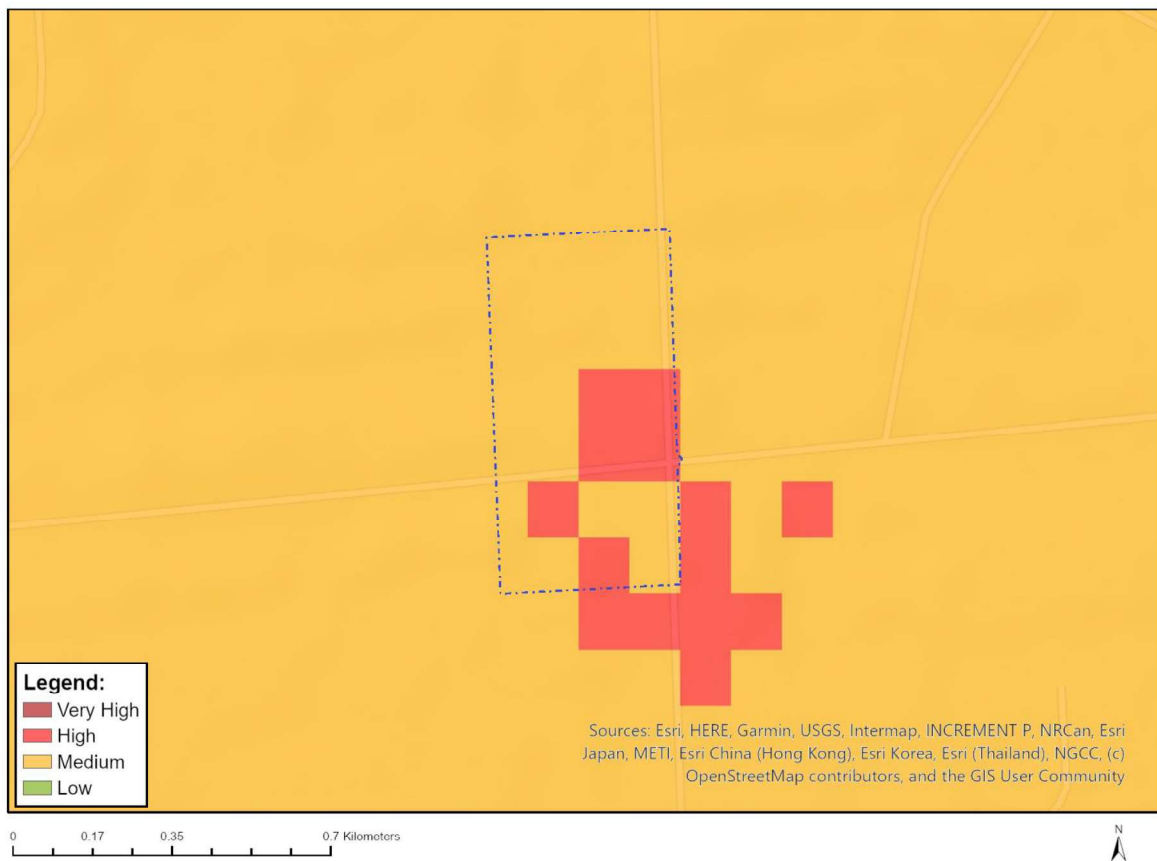 Legend:
Very High
High
Medium
Low
Sources: Esri, HERE, Garmin, USGS, Intermap, INCREMENT P, NRCan, Esri
Japan, METI, Esri China (Hong Kong), Esri Korea, Esri (Thailand), NGCC, (c)
OpenStreetMap contributors, and the GIS User Community
0 0.17 0.35 0.7 Kilometers
N